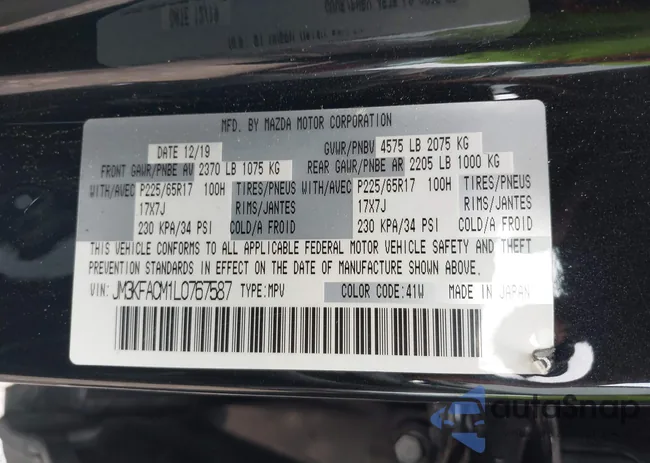 MFD. BY MAZDA MOTOR CORPORATION
DATE 12/19 GVWR/PNBV 4575 LB 2075 KG
FRONT GAWR/PNBE AV 2370 LB 1075 KG REAR GAWR/PNBE AR 2205 LB 1000 KG
WITH/AVEC P225/65R17 100H TIRES/PNEUS WITH/AVEC P225/65R17 100H TIRES/PNEUS
17X7J RIMS/JANTES 17X7J RIMS/JANTES
230 KPA/34 PSI COLD/A FROID 230 KPA/34 PSI COLD/A FROID
THIS VEHICLE CONFORMS TO ALL APPLICABLE FEDERAL MOTOR VEHICLE SAFETY AND THEFT
PREVENTION STANDARDS IN EFFECT ON THE DATE OF MANUFACTURE SHOWN ABOVE.
VIN: JM3KFACM1L0767587 TYPE: MPV COLOR CODE: 41W MADE IN JAPAN
autoSnap